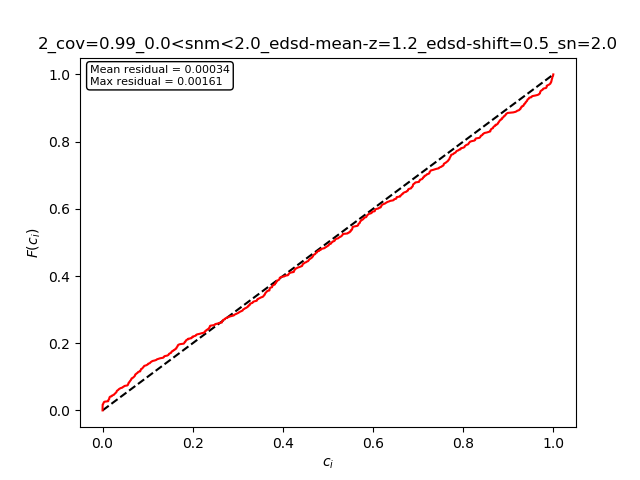 2_cov=0.99_0.0<snm<2.0_edsd-mean-z=1.2_edsd-shift=0.5_sn=2.0
Mean residual = 0.00034
Max residual = 0.00161
1.0
0.8
0.6
0.4
0.2
0.0
F(c_i)
0.0 0.2 0.4 0.6 0.8 1.0
c_i